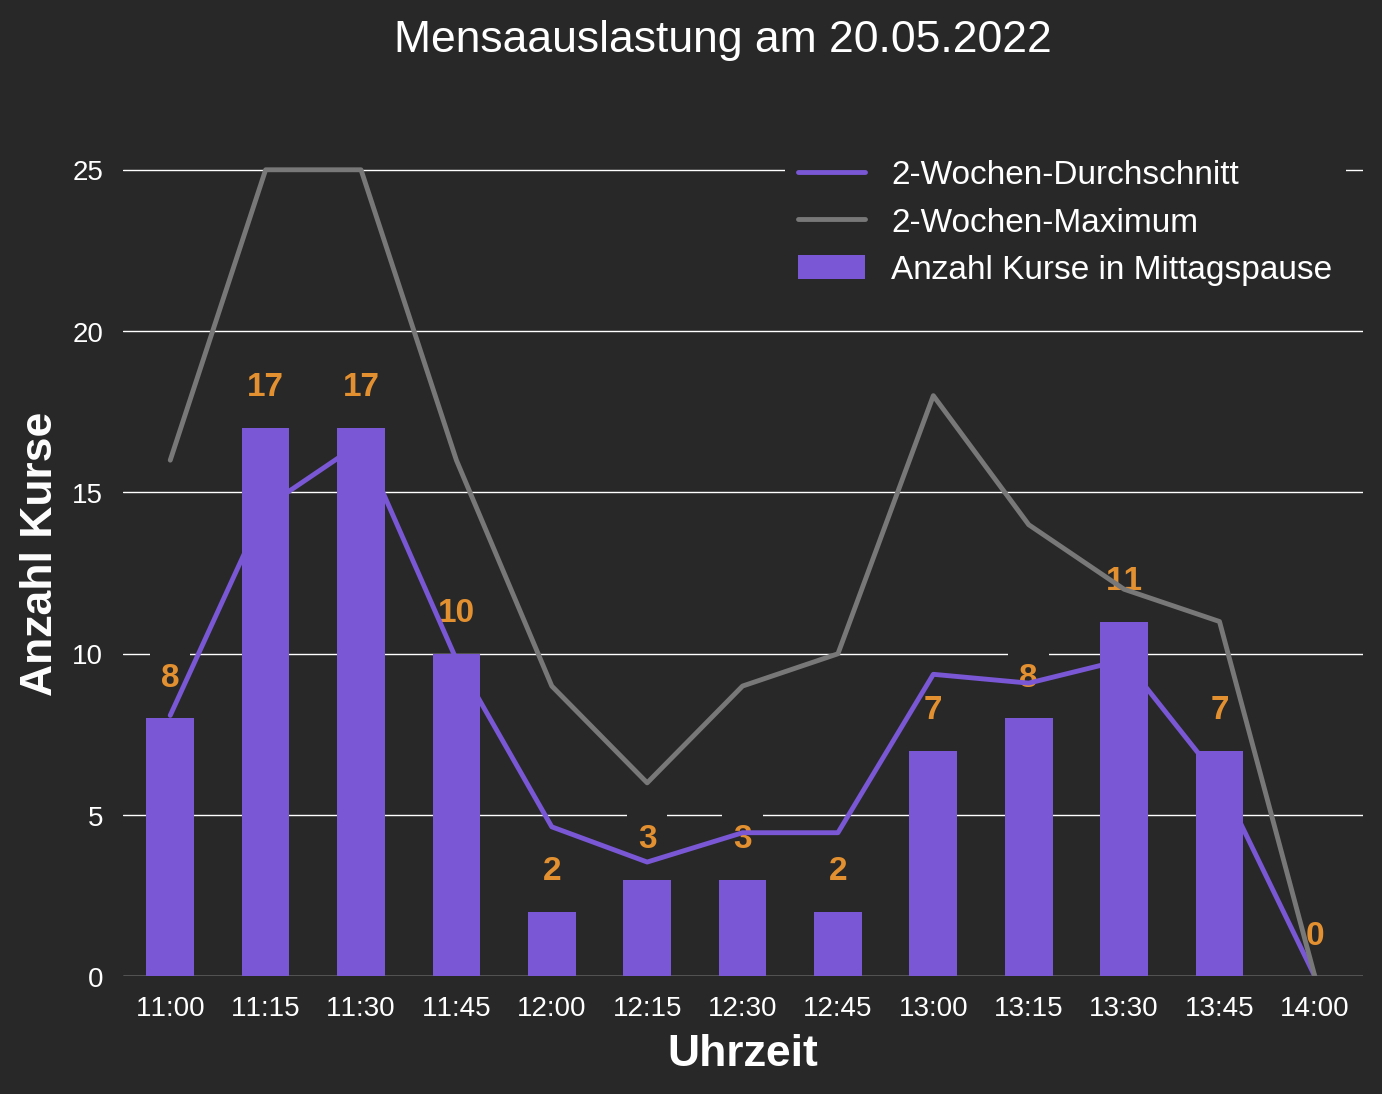 Mensaauslastung am 20.05.2022
2-Wochen-Durchschnitt
2-Wochen-Maximum
Anzahl Kurse in Mittagspause
Anzahl Kurse
25
20
15
10
5
0
8
17
17
10
2
3
3
2
7
8
11
7
0
11:00 11:15 11:30 11:45 12:00 12:15 12:30 12:45 13:00 13:15 13:30 13:45 14:00
Uhrzeit